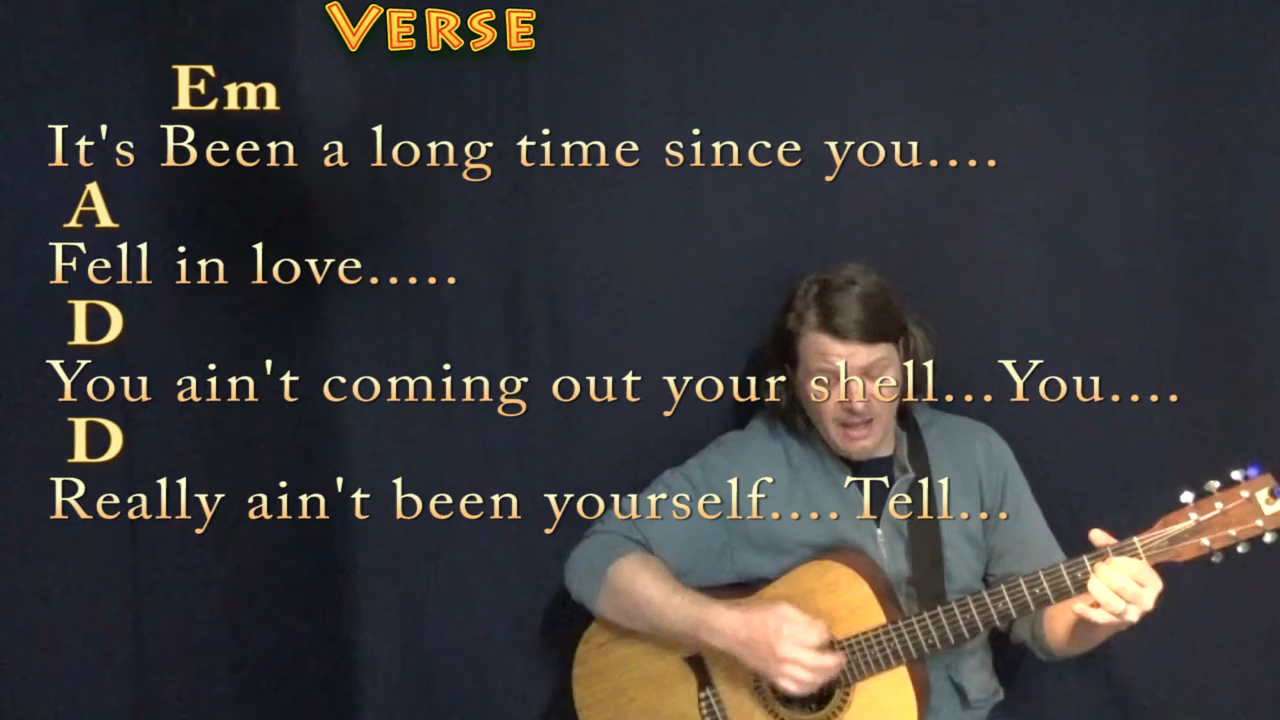 VERSE
Em
It's Been a long time since you....
A
Fell in love.....
D
You ain't coming out your shell...You....
D
Really ain't been yourself....Tell...